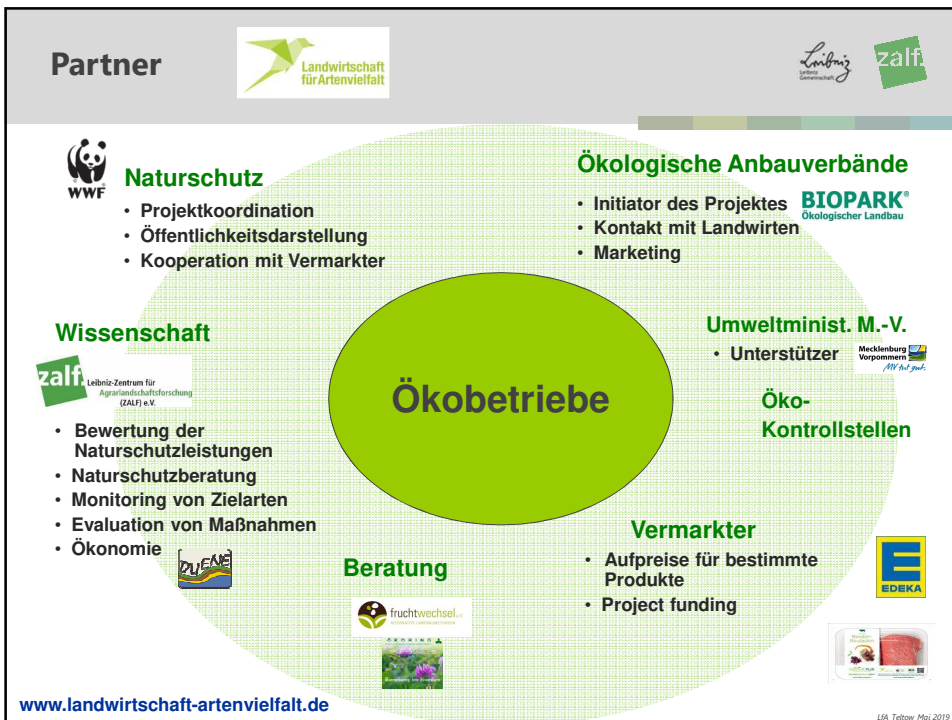 Partner
Landwirtschaft
für Artenvielfalt
Leibniz
Leibniz
Gemeinschaft
zalf.
WWF
Naturschutz
• Projektkoordination
• Öffentlichkeitsdarstellung
• Kooperation mit Vermarkter
Ökologische Anbauverbände
• Initiator des Projektes
• Kontakt mit Landwirten
• Marketing
BIOPARK®
Ökologischer Landbau
Wissenschaft
zalf.
Leibniz-Zentrum für
Agrarlandschaftsforschung
(ZALF) e.V.
• Bewertung der
Naturschutzleistungen
• Naturschutzberatung
• Monitoring von Zielarten
• Evaluation von Maßnahmen
• Ökonomie
DUENE
Ökobetriebe
Umweltminist. M.-V.
• Unterstützer
Mecklenburg
Vorpommern
MV tut gut.
Öko-
Kontrollstellen
Beratung
fruchtwechsel
Vermarkter
• Aufpreise für bestimmte
Produkte
• Project funding
E
EDEKA
www.landwirtschaft-artenvielfalt.de
LfA Teltow Mai 2019